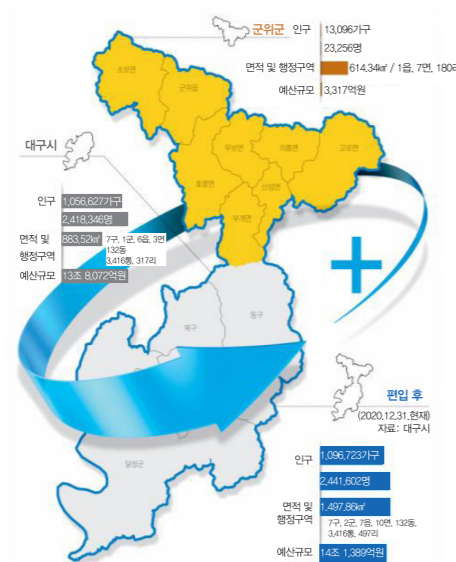 군위군 인구 13,096가구
23,256명
면적 및 행정구역 614,34㎢ / 1읍, 7면, 180리
예산규모 3,317억원
소보면
군위읍
우보면
의흥면
고로면
효령면
산성면
부계면
대구시
인구 1,056,627가구
2,418,346명
면적 및
행정구역
883,52㎢ 7구, 1군, 6읍, 3면
132동
3,416통, 317리
예산규모 13조 8,072억원
북구
동구
달성군
편입 후
(2020.12.31.현재)
자료: 대구시
인구 1,096,723가구
2,441,602명
면적 및
행정구역
1,497.86㎢
7구, 2군, 7읍, 10면, 132동,
3,416통, 497리
예산규모 14조 1,389억원